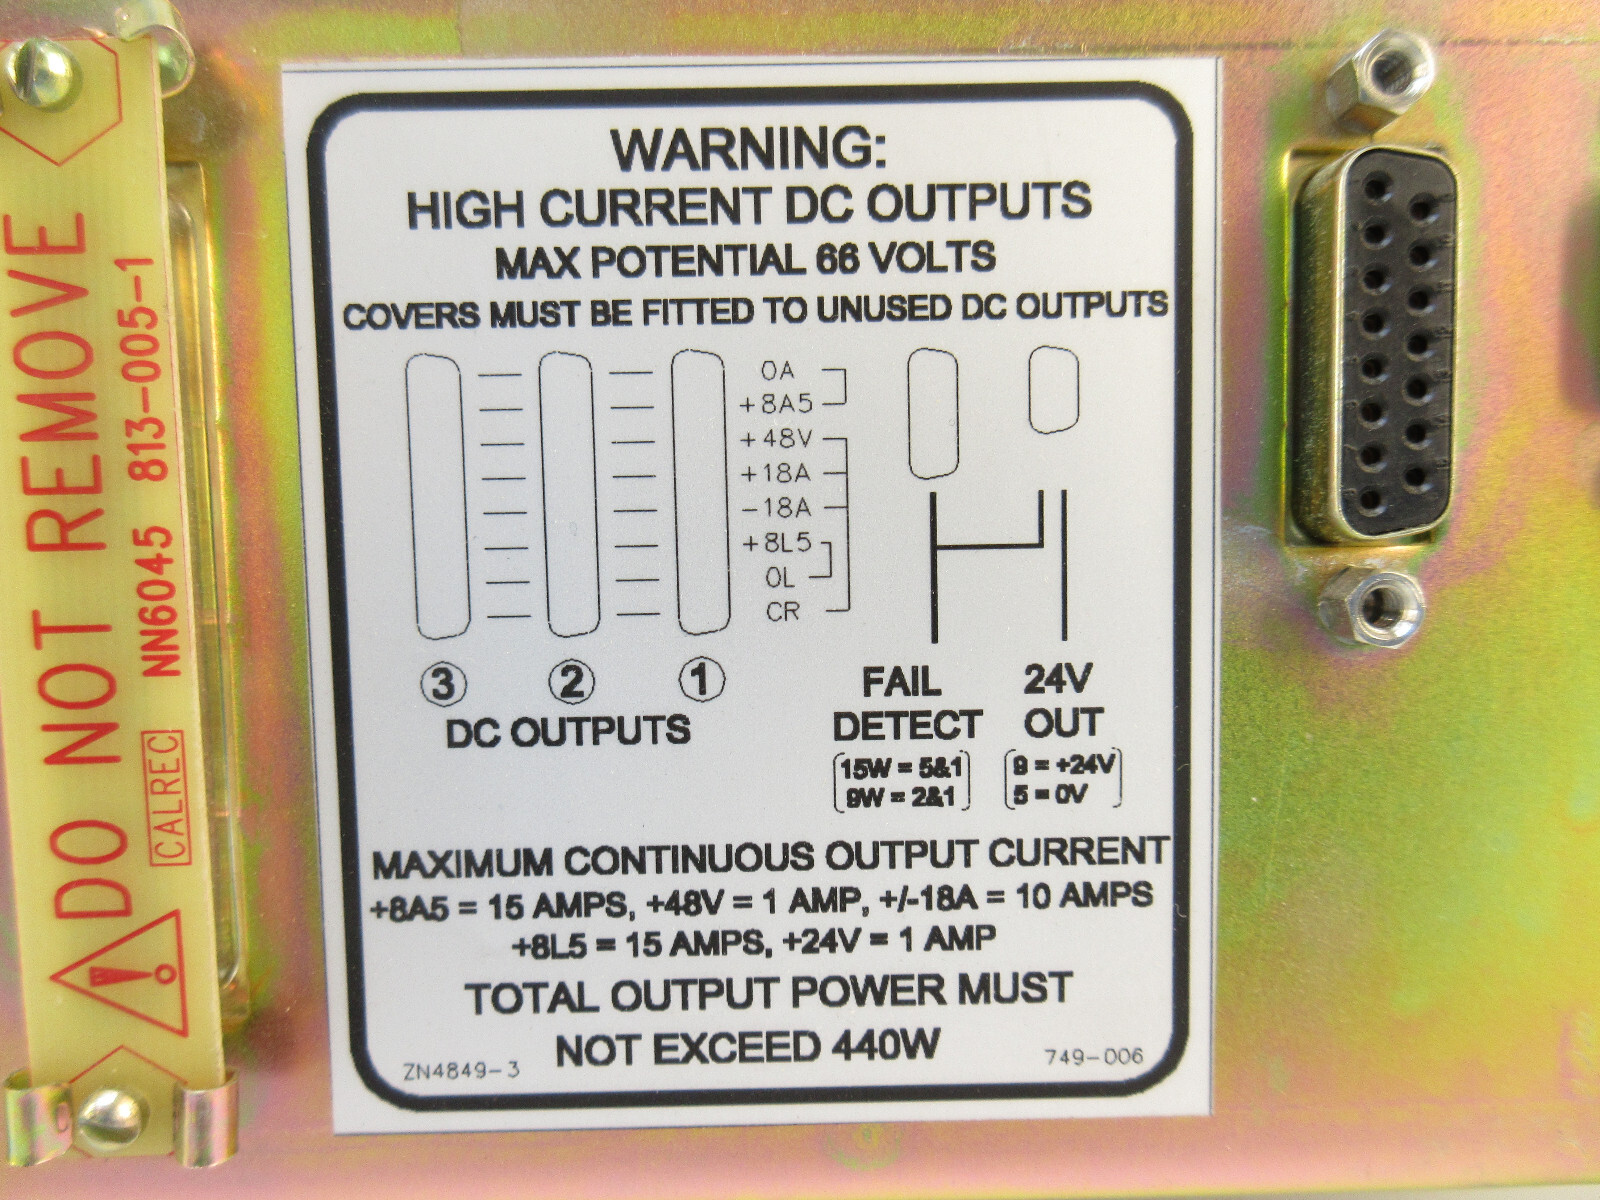 WARNING:
HIGH CURRENT DC OUTPUTS
MAX POTENTIAL 66 VOLTS
COVERS MUST BE FITTED TO UNUSED DC OUTPUTS
0A
+8A5
+48V
+18A
-18A
+8L5
0L
CR
3 2 1
DC OUTPUTS
FAIL DETECT
15W = 5&1
9W = 2&1
24V OUT
9 = +24V
5 = 0V
MAXIMUM CONTINUOUS OUTPUT CURRENT
+8A5 = 15 AMPS, +48V = 1 AMP, +/-18A = 10 AMPS
+8L5 = 15 AMPS, +24V = 1 AMP
TOTAL OUTPUT POWER MUST
NOT EXCEED 440W
ZN4849-3
749-006
DO NOT REMOVE
CALREC NN6045 813-005-1